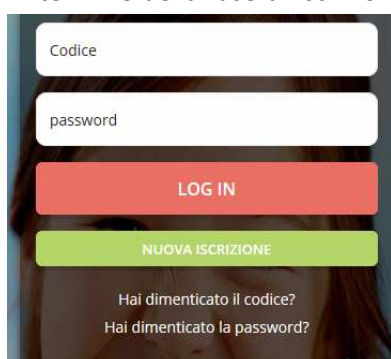 Codice
password
LOG IN
NUOVA ISCRIZIONE
Hai dimenticato il codice?
Hai dimenticato la password?